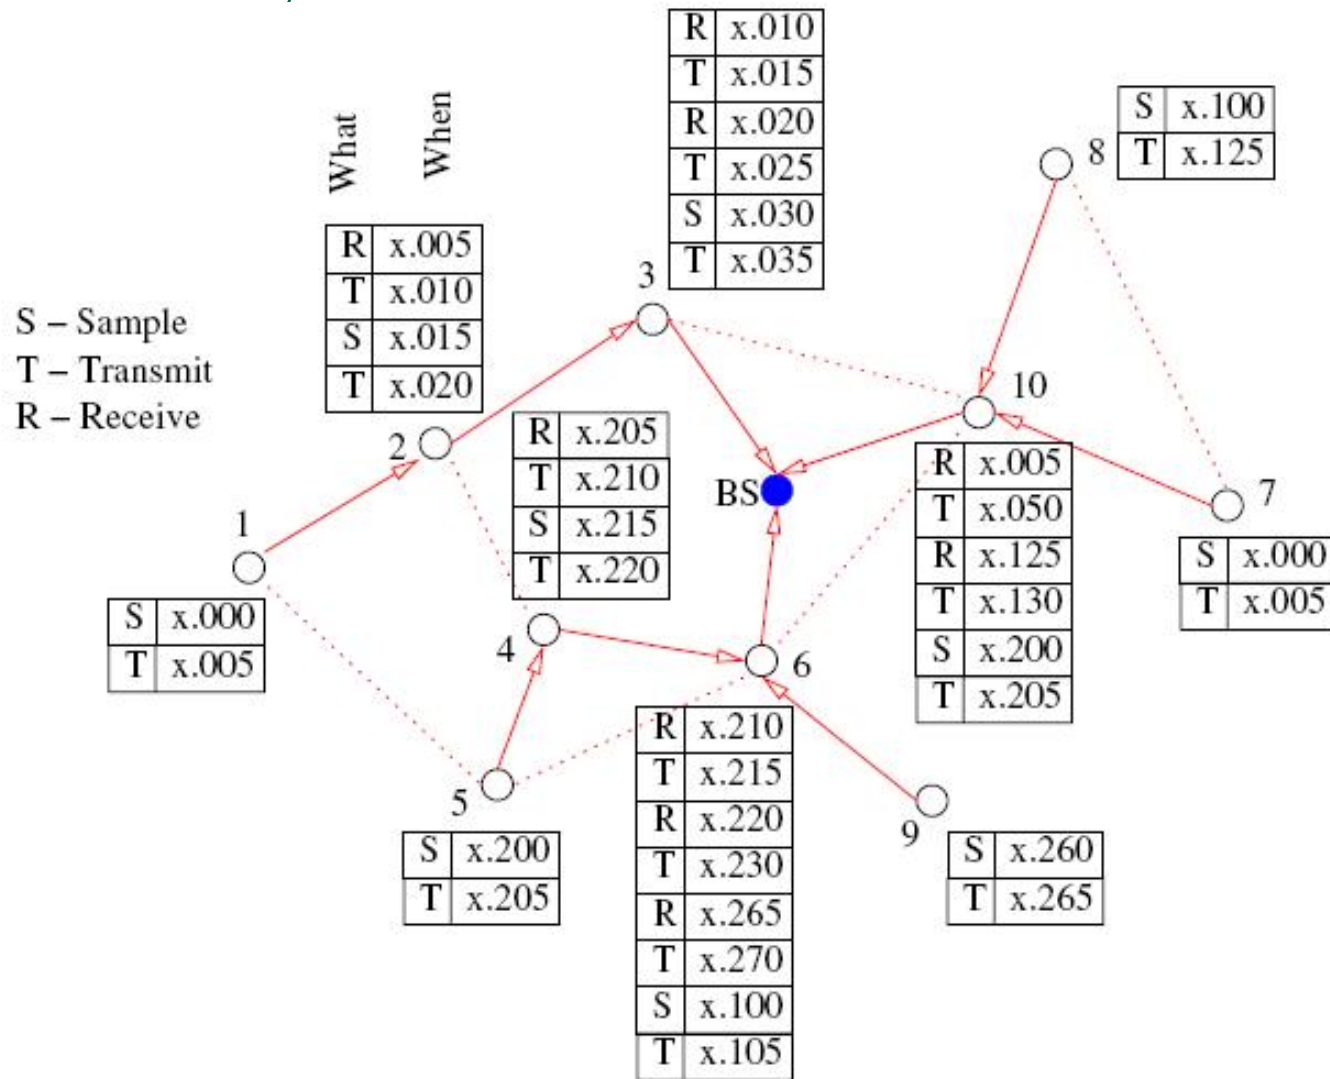 R x.010
T x.015
R x.020
T x.025
S x.030
T x.035
3
What
When
S x.100
T x.125
8
R x.005
T x.010
S x.015
T x.020
2
S – Sample
T – Transmit
R – Receive
R x.205
T x.210
S x.215
T x.220
4
10
R x.005
T x.050
R x.125
T x.130
S x.200
T x.205
BS
7
S x.000
T x.005
1
S x.000
T x.005
6
R x.210
T x.215
R x.220
T x.230
R x.265
T x.270
S x.100
T x.105
5
S x.200
T x.205
9
S x.260
T x.265